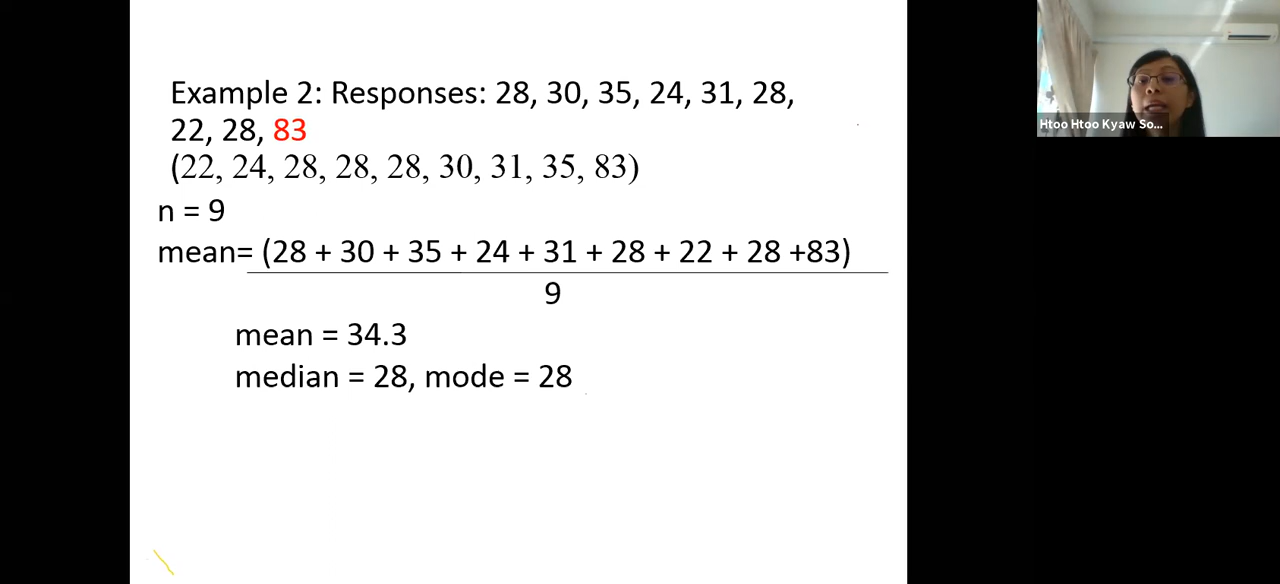 Example 2: Responses: 28, 30, 35, 24, 31, 28,
22, 28, 83
(22, 24, 28, 28, 28, 30, 31, 35, 83)
n = 9
mean= (28 + 30 + 35 + 24 + 31 + 28 + 22 + 28 +83)
9
mean = 34.3
median = 28, mode = 28
Htoo Htoo Kyaw So...